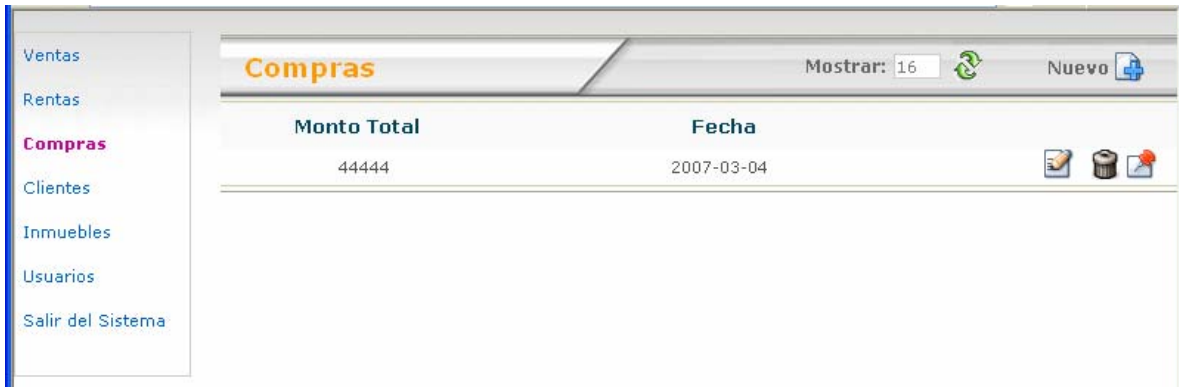 Ventas
Rentas
Compras
Clientes
Inmuebles
Usuarios
Salir del Sistema
Compras
Mostrar: 16
Nuevo
Monto Total Fecha
44444 2007-03-04